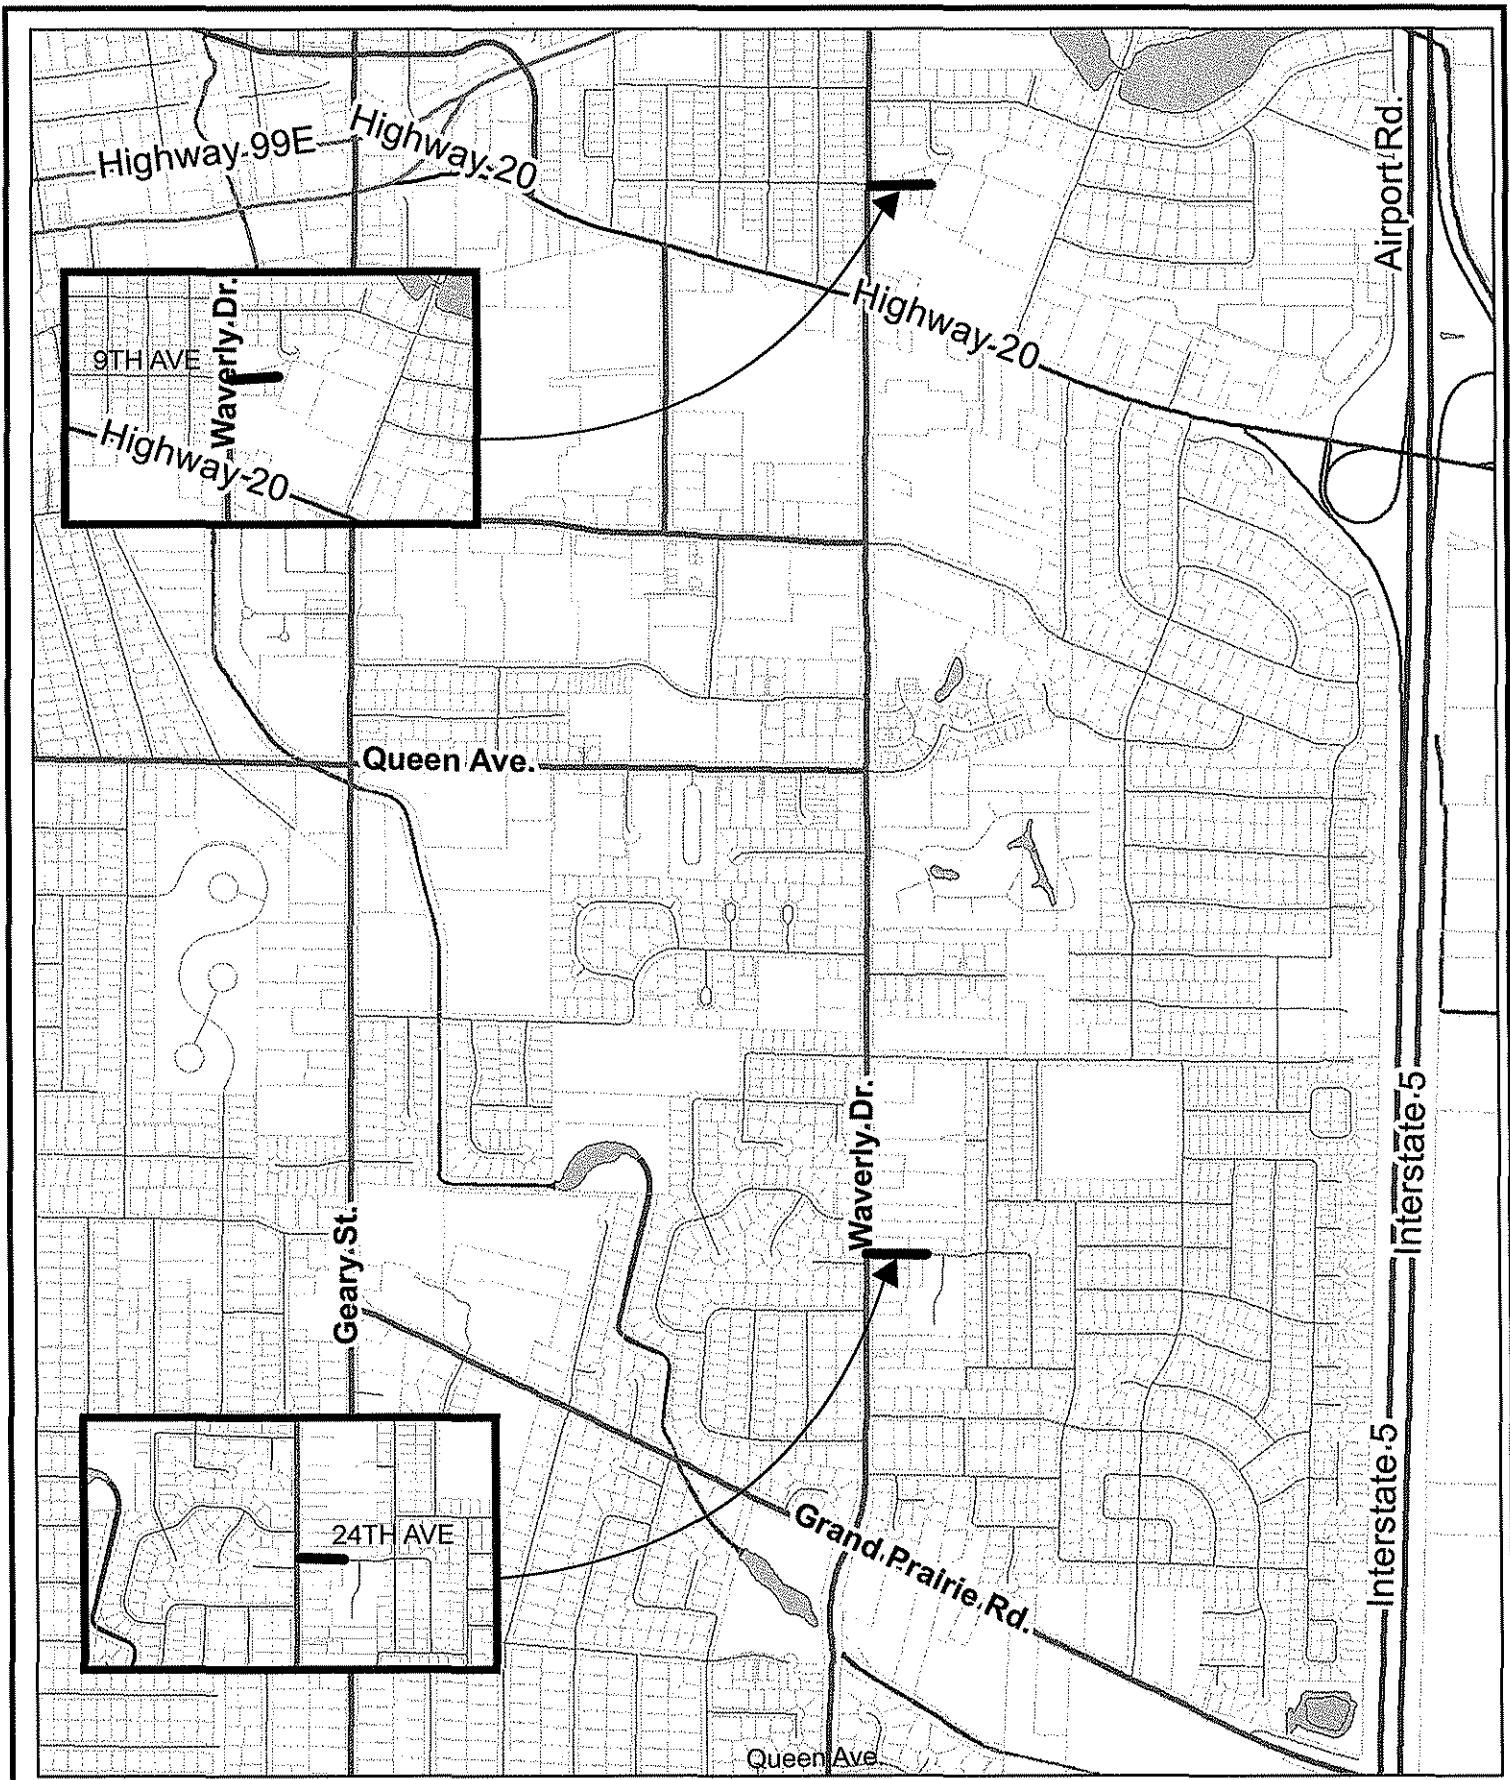 Highway 99E
Highway 20
Airport Rd.
Waverly Dr.
9TH AVE
Highway 20
Highway 20
Queen Ave.
Waverly Dr.
Geary St.
Interstate 5
24TH AVE
Interstate 5
Grand Prairie Rd.
Queen Ave.